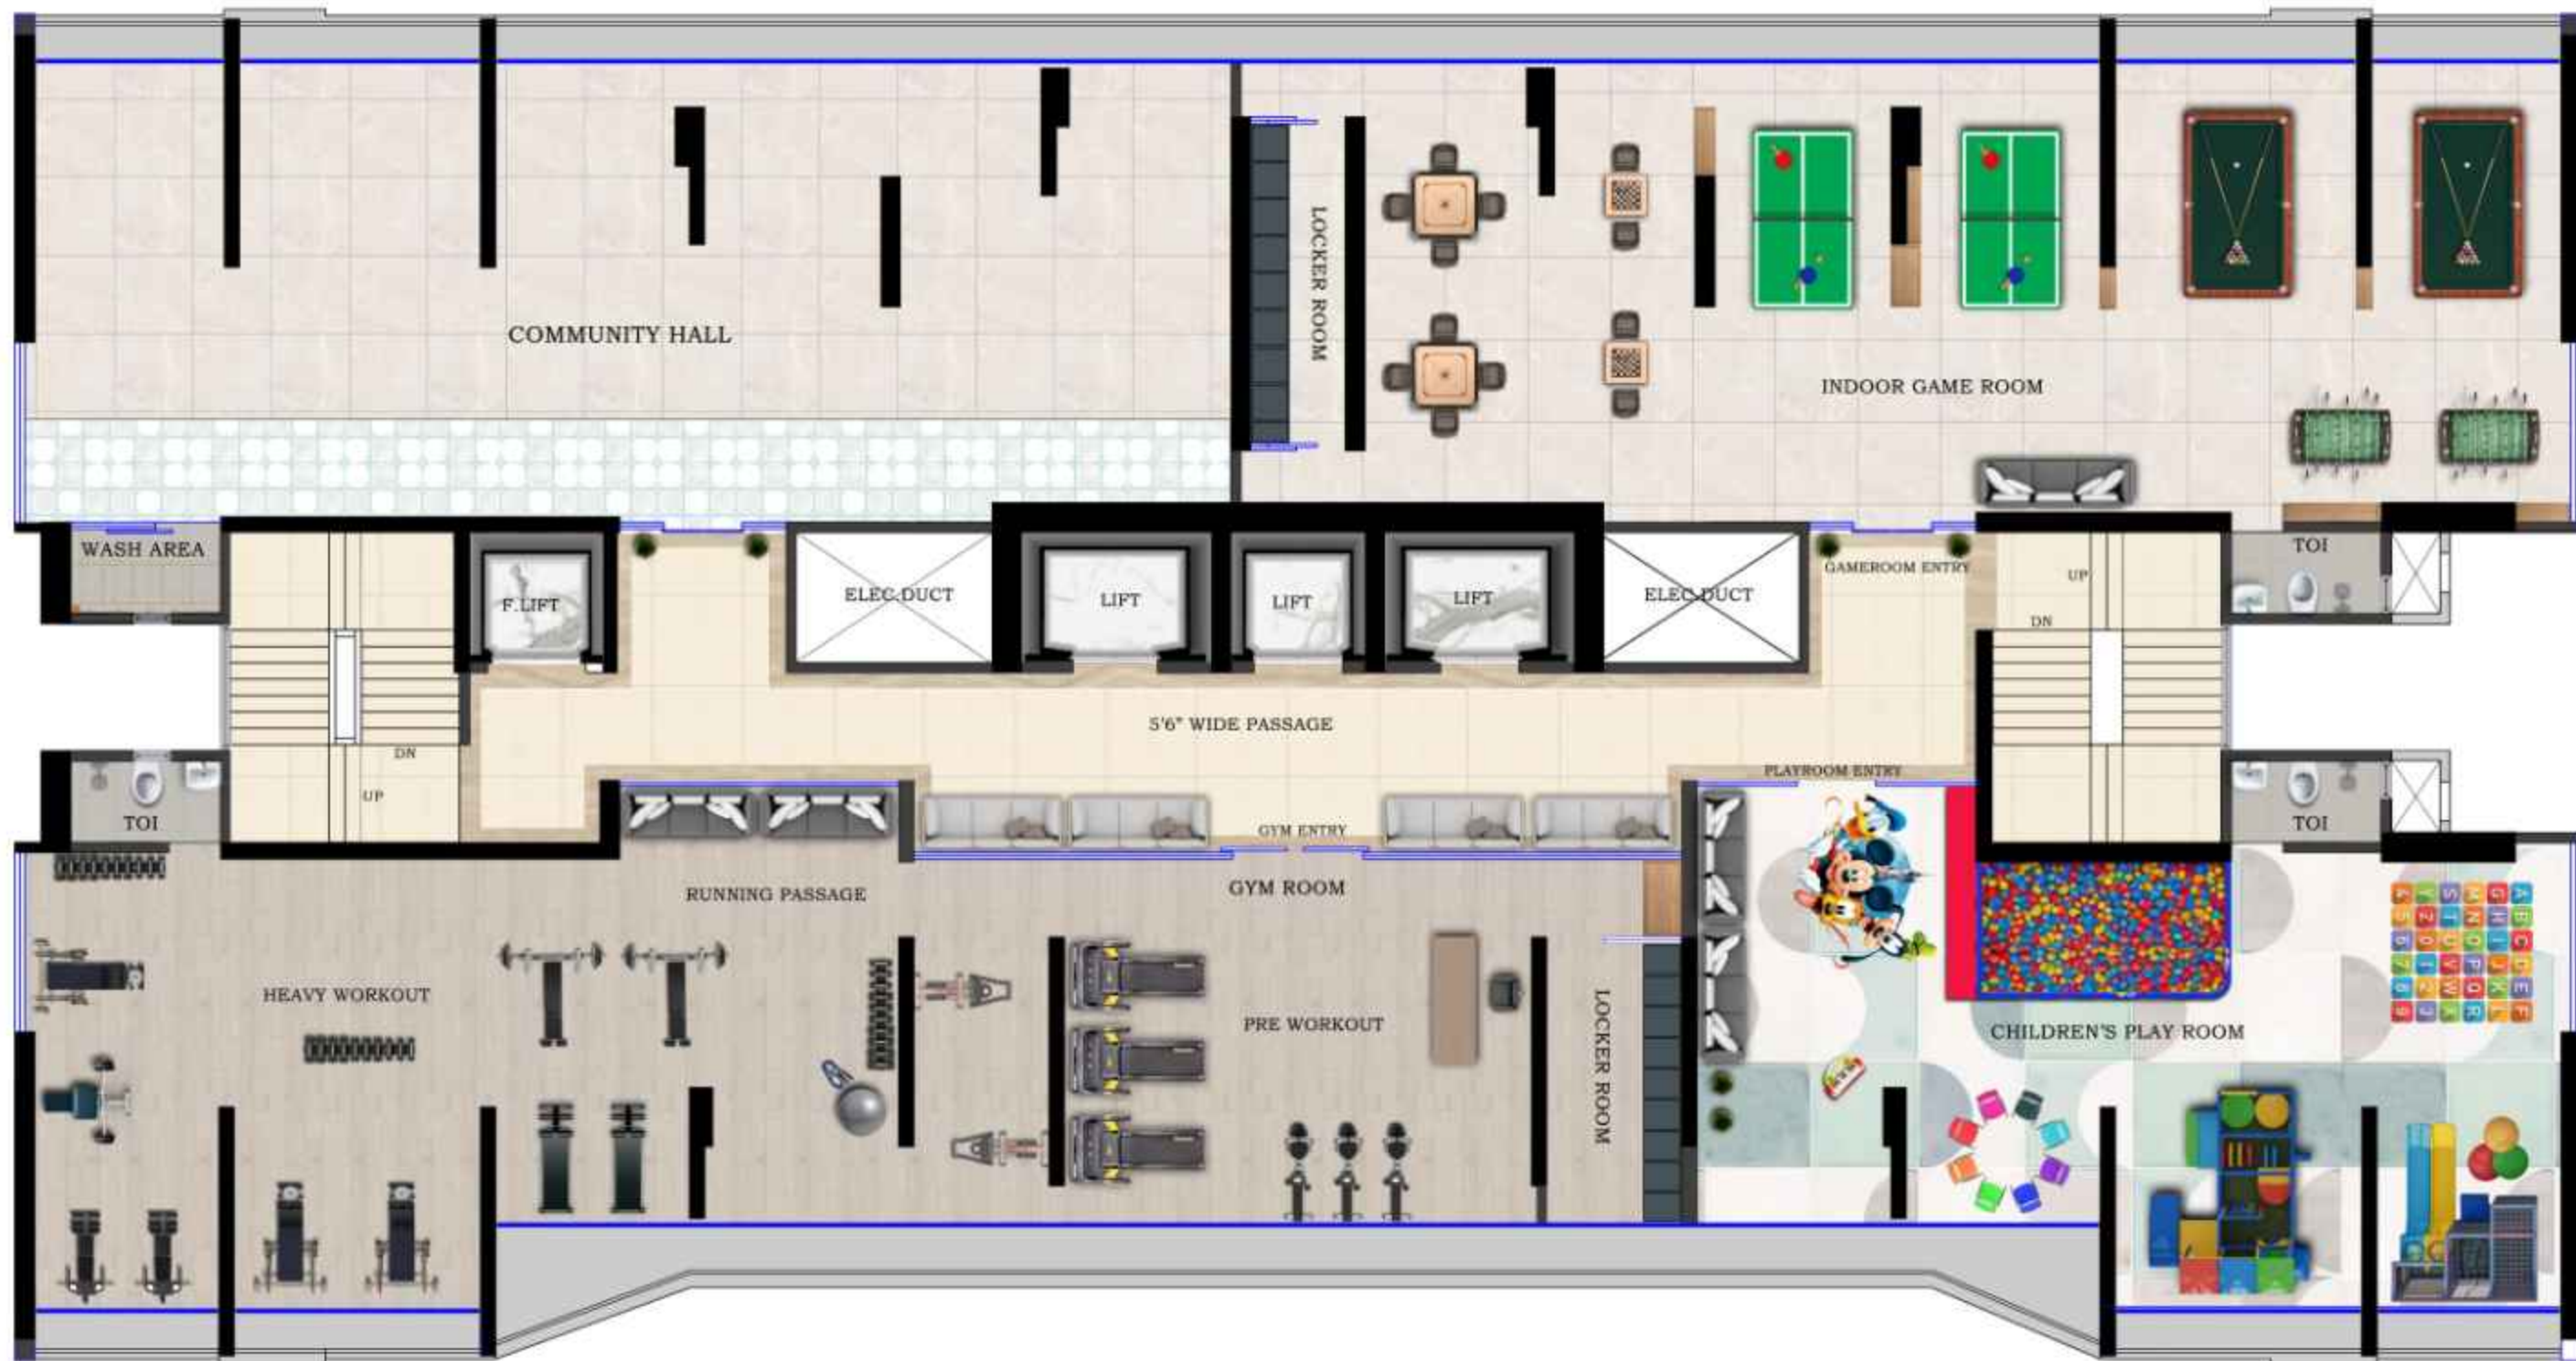 COMMUNITY HALL
LOCKER ROOM
INDOOR GAME ROOM
WASH AREA
F.LIFT
ELEC.DUCT
LIFT
LIFT
LIFT
ELEC.DUCT
GAMEROOM ENTRY
UP
DN
TOI
5'6" WIDE PASSAGE
DN
UP
TOI
PLAYROOM ENTRY
GYM ENTRY
TOI
RUNNING PASSAGE
GYM ROOM
HEAVY WORKOUT
PRE WORKOUT
LOCKER ROOM
CHILDREN'S PLAY ROOM